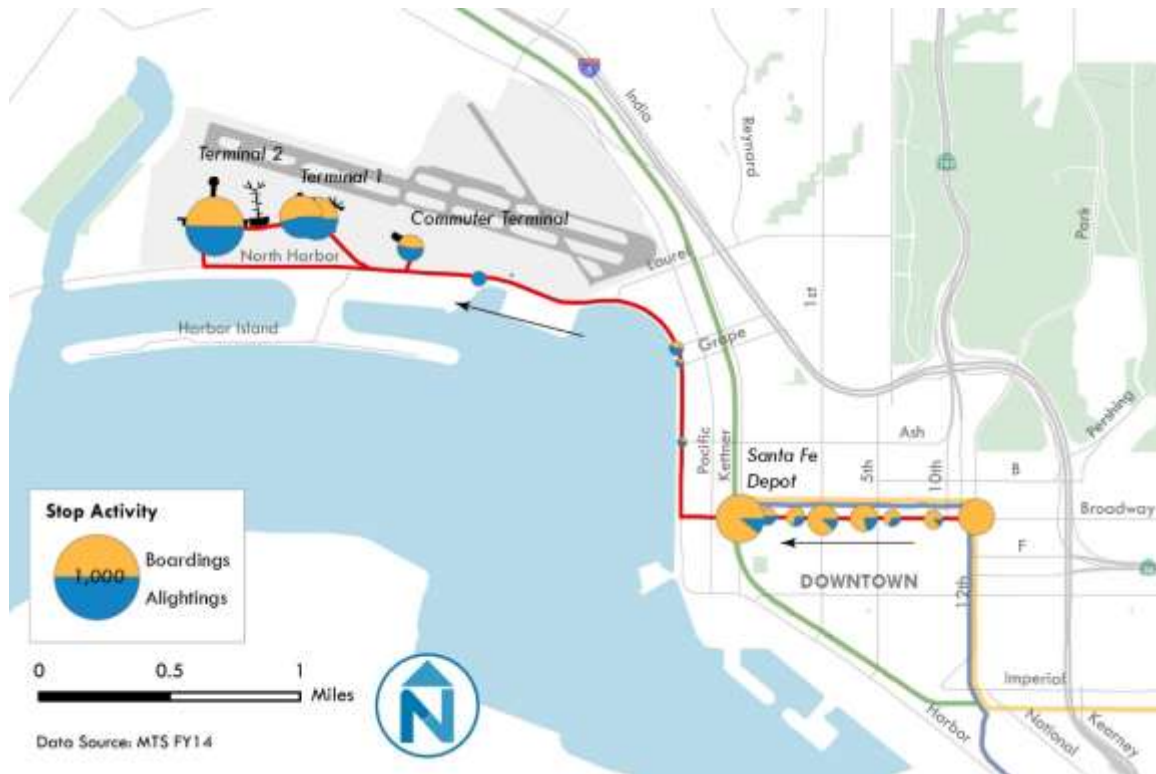 India
Reynard
Terminal 2
Terminal 1
Commuter Terminal
Park
North Harbor
Laurel
1st
Harbor Island
Grape
Pershing
Ash
Pacific
Kettner
Santa Fe
Depot
5th
10th
B
Broadway
F
Stop Activity
1,000
Boardings
Alightings
DOWNTOWN
12th
0 0.5 1
Miles
Imperial
Harbor
National
Kearney
N
Data Source: MTS FY14